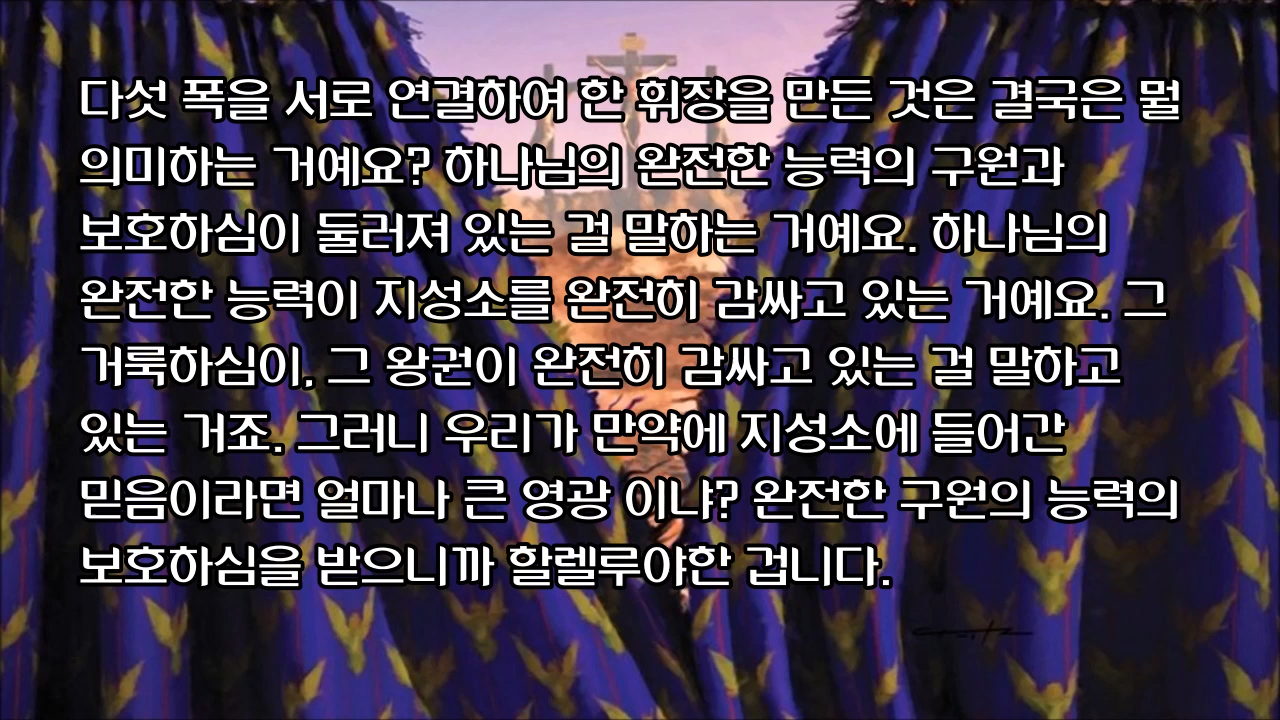 다섯 폭을 서로 연결하여 한 휘장을 만든 것은 결국은 뭘
의미하는 거예요? 하나님의 완전한 능력의 구원과
보호하심이 둘러져 있는 걸 말하는 거예요. 하나님의
완전한 능력이 지성소를 완전히 감싸고 있는 거예요. 그
거룩하심이, 그 왕권이 완전히 감싸고 있는 걸 말하고
있는 거죠. 그러니 우리가 만약에 지성소에 들어간
믿음이라면 얼마나 큰 영광 이냐? 완전한 구원의 능력의
보호하심을 받으니까 할렐루야한 겁니다.